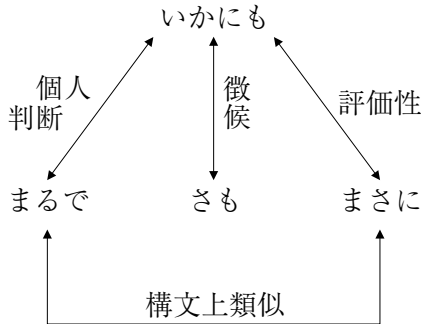 いかにも
個人
判断
徴候
評価性
まるで
さも
まさに
構文上類似